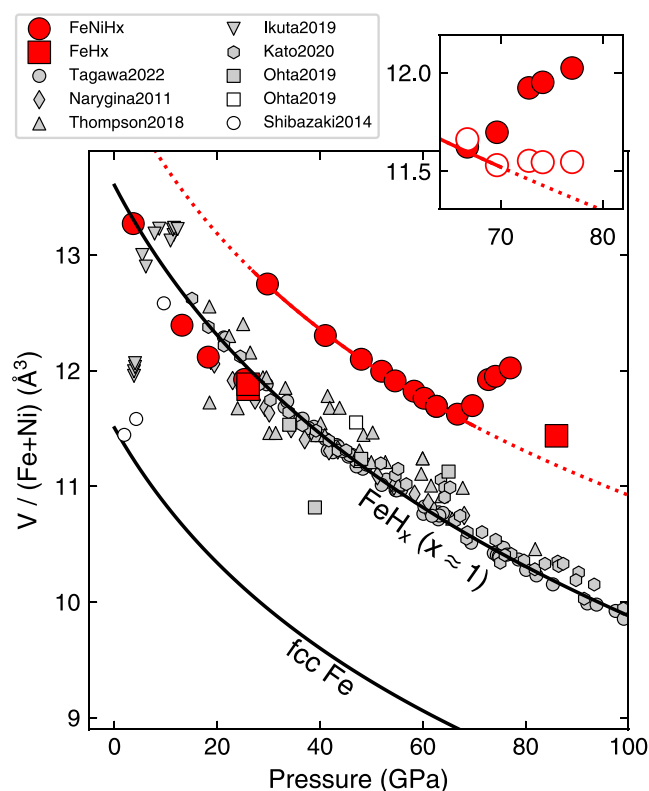 FeNiHx
FeHx
Tagawa2022
Narygina2011
Thompson2018
Ikuta2019
Kato2020
Ohta2019
Ohta2019
Shibazaki2014
12.0
11.5
70 80
V / (Fe+Ni) (Å³)
13
12
11
10
9
FeHₓ (x ≈ 1)
fcc Fe
0 20 40 60 80 100
Pressure (GPa)